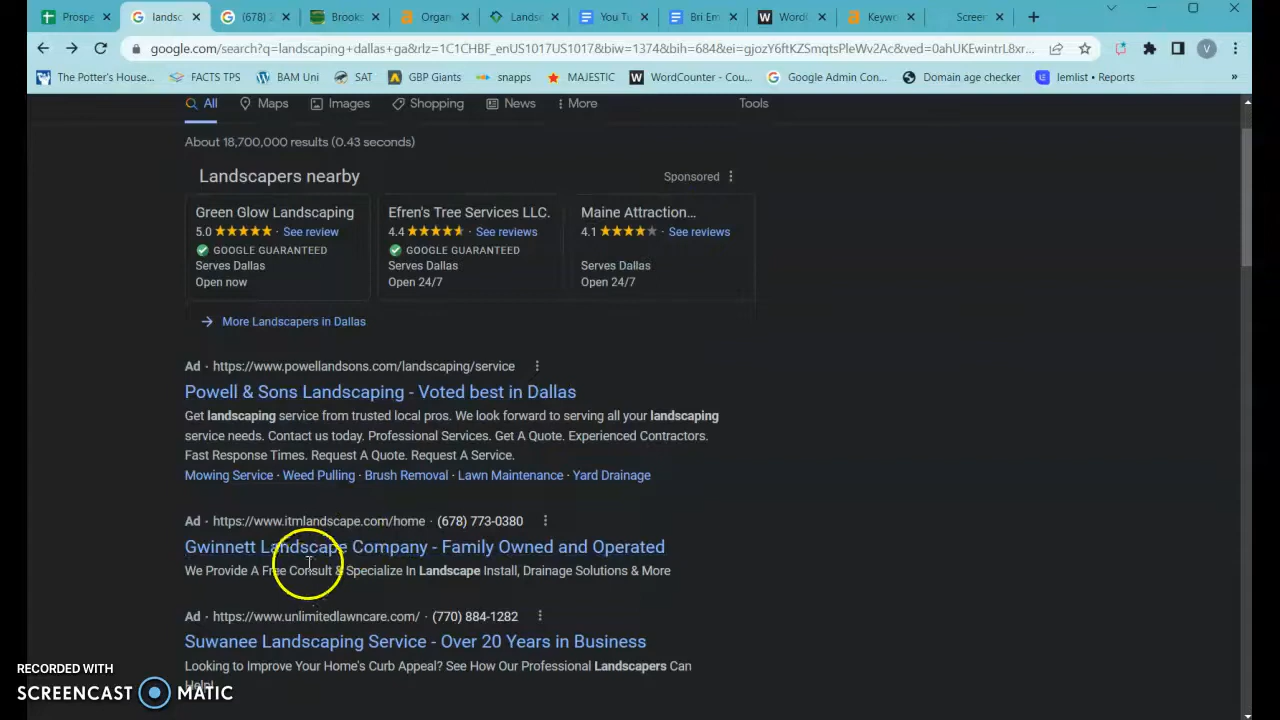 Prospe
landsc
(678)
Brooks
Organ
Landsc
You Tu
Bri Em
Word
Keyw
Screer
google.com/search?q=landscaping+dallas+ga&rlz=1C1CHBF_enUS1017US1017&biw=1374&bih=684&ei=gjozY6ftKZSmqtsPleWv2Ac&ved=0ahUKEwintrL8xr...
V
The Potter's House...
FACTS TPS
BAM Uni
SAT
GBP Giants
snapps
MAJESTIC
WordCounter - Cou...
Google Admin Con...
Domain age checker
lemlist • Reports
»
All Maps Images Shopping News More Tools
About 18,700,000 results (0.43 seconds)
Landscapers nearby Sponsored
Green Glow Landscaping
5.0 · See review
GOOGLE GUARANTEED
Serves Dallas
Open now
Efren's Tree Services LLC.
4.4 · See reviews
GOOGLE GUARANTEED
Serves Dallas
Open 24/7
Maine Attraction...
4.1 · See reviews
Serves Dallas
Open 24/7
More Landscapers in Dallas
Ad · https://www.powellandsons.com/landscaping/service
Powell & Sons Landscaping - Voted best in Dallas
Get landscaping service from trusted local pros. We look forward to serving all your landscaping
service needs. Contact us today. Professional Services. Get A Quote. Experienced Contractors.
Fast Response Times. Request A Quote. Request A Service.
Mowing Service · Weed Pulling · Brush Removal · Lawn Maintenance · Yard Drainage
Ad · https://www.itmlandscape.com/home · (678) 773-0380
Gwinnett Landscape Company - Family Owned and Operated
We Provide A Free Consult & Specialize In Landscape Install, Drainage Solutions & More
Ad · https://www.unlimitedlawncare.com/ · (770) 884-1282
Suwanee Landscaping Service - Over 20 Years in Business
Looking to Improve Your Home's Curb Appeal? See How Our Professional Landscapers Can
Help!
RECORDED WITH
SCREENCAST MATIC